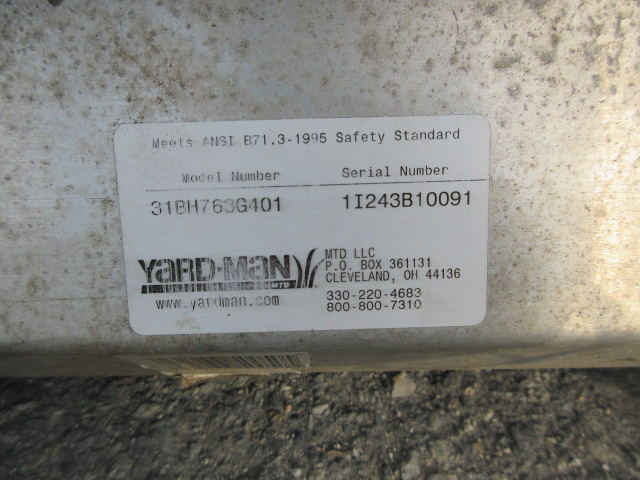 Meets ANSI B71.3-1995 Safety Standard
Model Number Serial Number
31BH763G401 1I243B10091
YARD-MAN
MTD
www.yardman.com
MTD LLC
P.O. BOX 361131
CLEVELAND, OH 44136
330-220-4683
800-800-7310